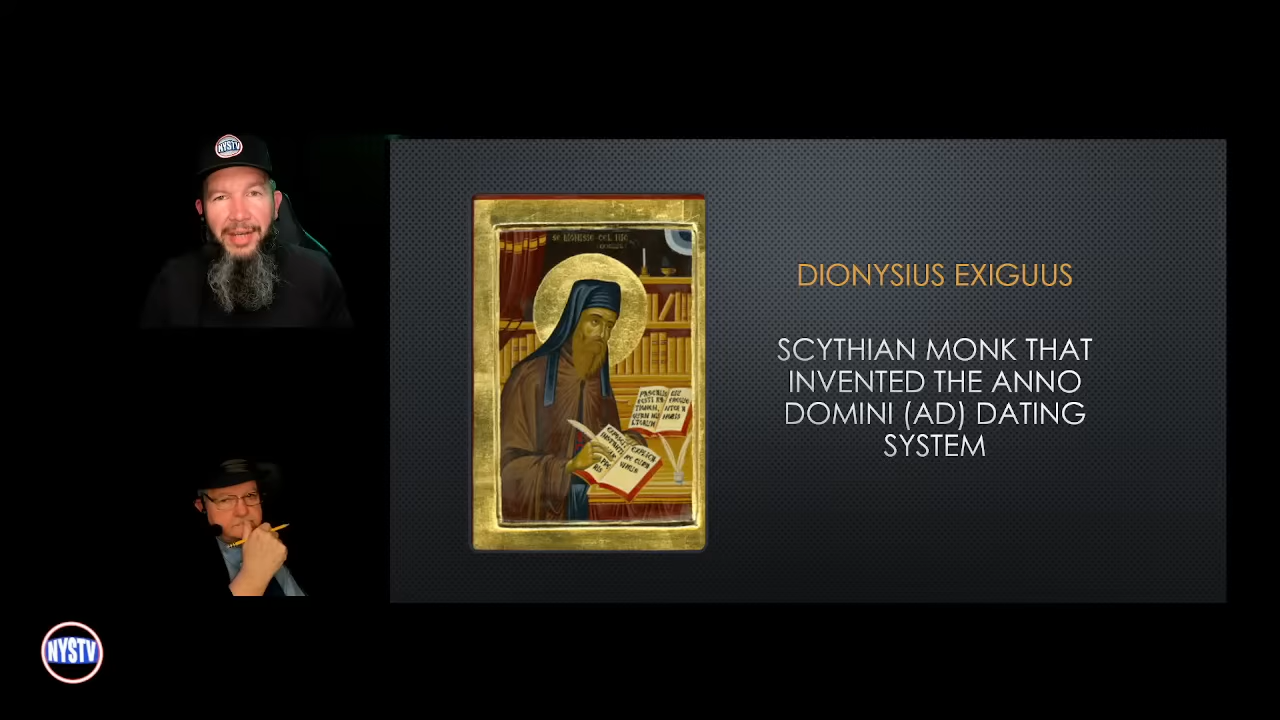 NYSTV
DIONYSIUS EXIGUUS
SCYTHIAN MONK THAT
INVENTED THE ANNO
DOMINI (AD) DATING
SYSTEM
NYSTV